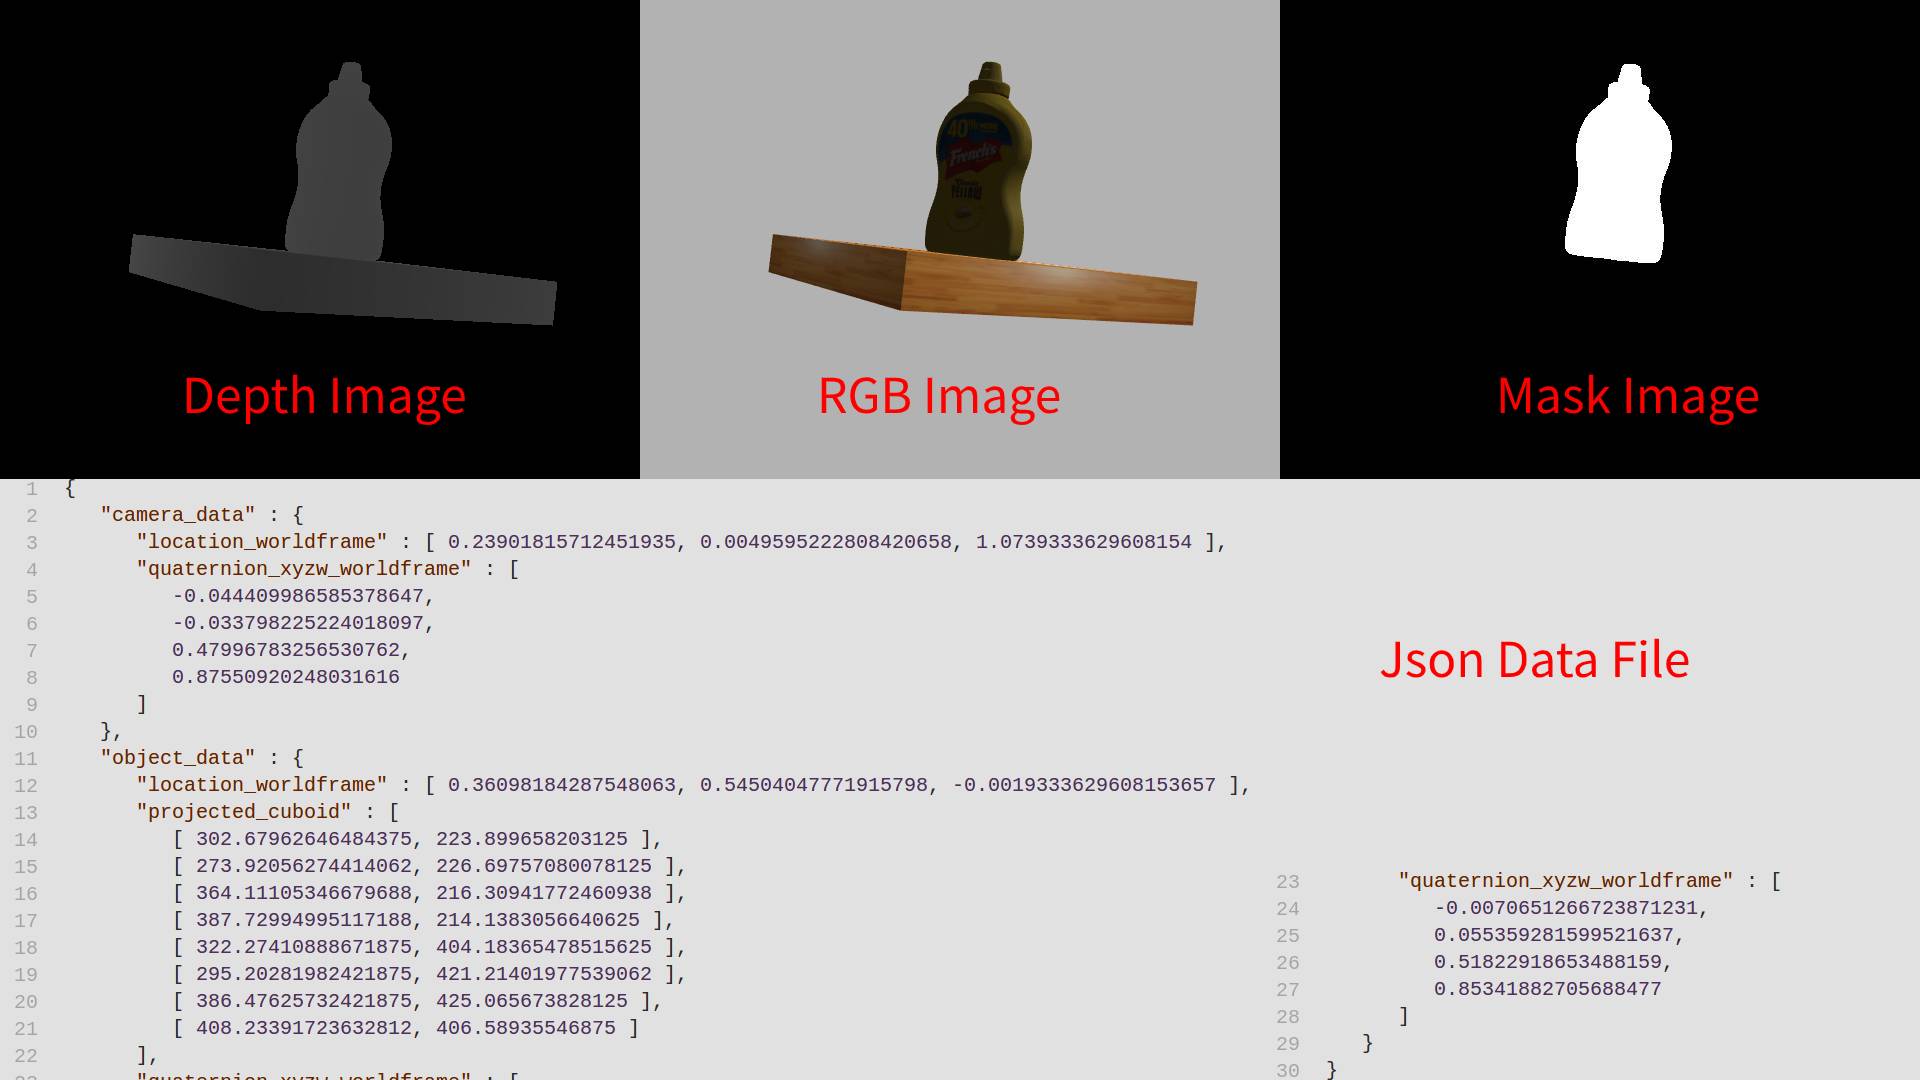 40% MORE
French's
Classic
YELLOW
Depth Image
RGB Image
Mask Image
1 {
2 "camera_data" : {
3 "location_worldframe" : [ 0.23901815712451935, 0.0049595222808420658, 1.0739333629608154 ],
4 "quaternion_xyzw_worldframe" : [
5 -0.044409986585378647,
6 -0.033798225224018097,
7 0.47996783256530762,
8 0.87550920248031616
9 ]
10 },
11 "object_data" : {
12 "location_worldframe" : [ 0.36098184287548063, 0.54504047771915798, -0.0019333629608153657 ],
13 "projected_cuboid" : [
14 [ 302.67962646484375, 223.899658203125 ],
15 [ 273.92056274414062, 226.69757080078125 ],
16 [ 364.11105346679688, 216.30941772460938 ],
17 [ 387.72994995117188, 214.1383056640625 ],
18 [ 322.27410888671875, 404.18365478515625 ],
19 [ 295.20281982421875, 421.21401977539062 ],
20 [ 386.47625732421875, 425.065673828125 ],
21 [ 408.23391723632812, 406.58935546875 ]
22 ],
23 "quaternion_xyzw_worldframe" : [
Json Data File
23 "quaternion_xyzw_worldframe" : [
24 -0.0070651266723871231,
25 0.055359281599521637,
26 0.51822918653488159,
27 0.85341882705688477
28 ]
29 }
30 }